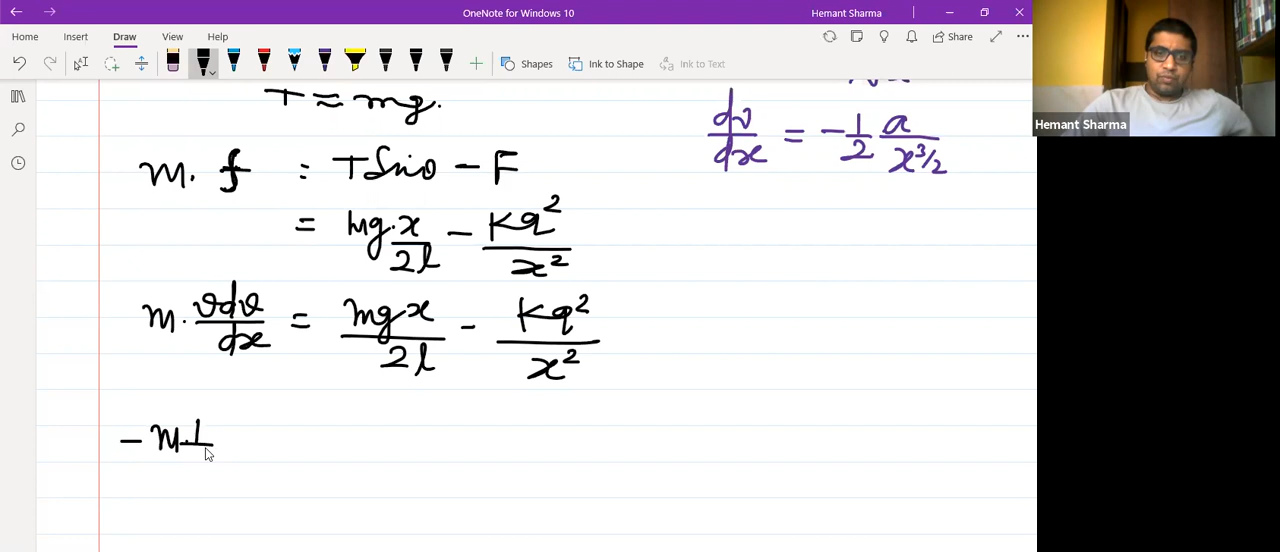 OneNote for Windows 10
Hemant Sharma
Home Insert Draw View Help
Share
Shapes Ink to Shape Ink to Text
T ≈ mg.
m. f : T Sinθ − F
= mg. x/2l − Kq²/x²
m. vdv/dx = mgx/2l − Kq²/x²
− m. 1
dv/dx = − 1/2 a/x^3/2
Hemant Sharma